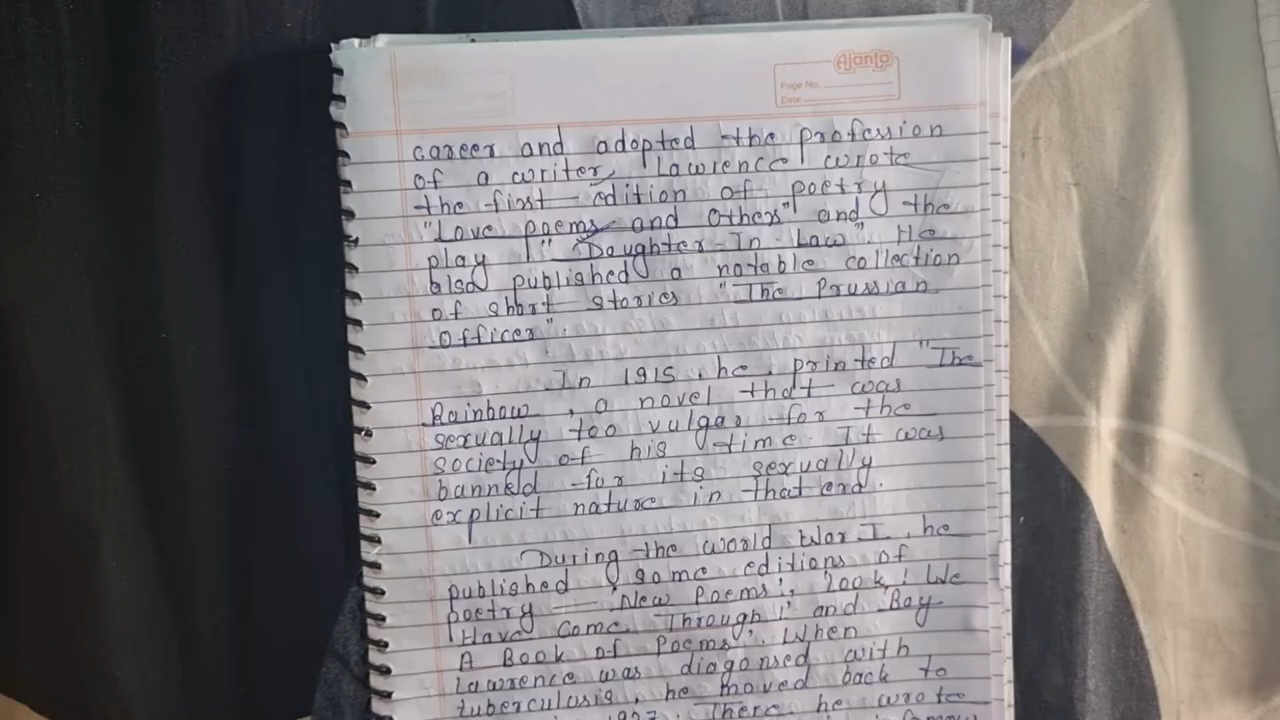 Ajanta
Page No.
Date
career and adopted the profession
of a writer. Lawrence wrote
the first edition of poetry
"Love poems and Others" and the
play "Daughter-In-Law". He
also published a notable collection
of short stories "The Prussian
Officer".
In 1915, he printed "The
Rainbow, a novel that was
sexually too vulgar for the
society of his time. It was
banned for its sexually
explicit nature in that era.
During the world War I, he
published some editions of
poetry — 'New Poems', 'Look! We
Have Come Through!' and 'Bay
A Book of Poems'. When
Lawrence was diagonsed with
tuberculosis, he moved back to
1927. There he wrote